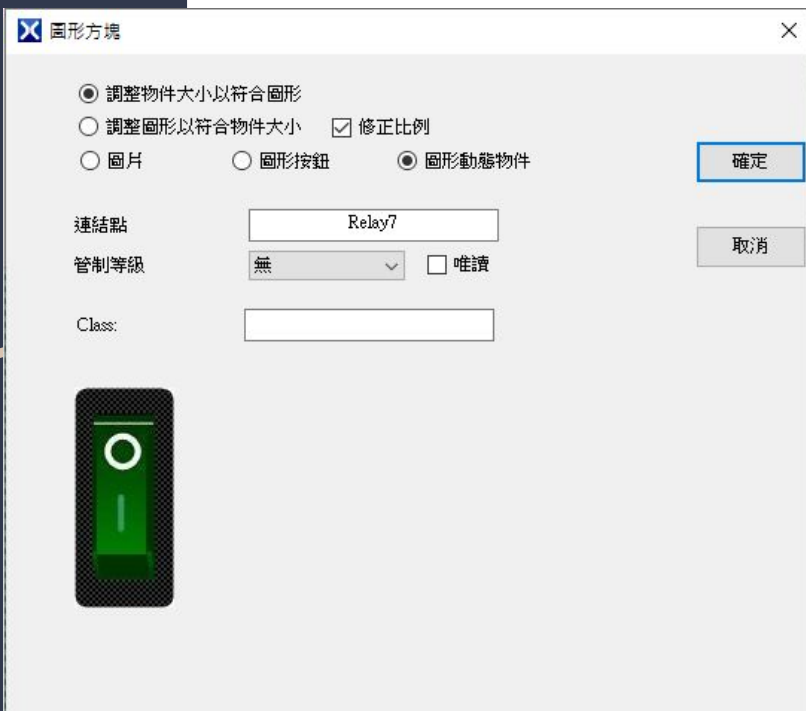 圖形方塊
調整物件大小以符合圖形
調整圖形以符合物件大小 修正比例
圖片 圖形按鈕 圖形動態物件
確定
連結點 Relay7
取消
管制等級 無 唯讀
Class: